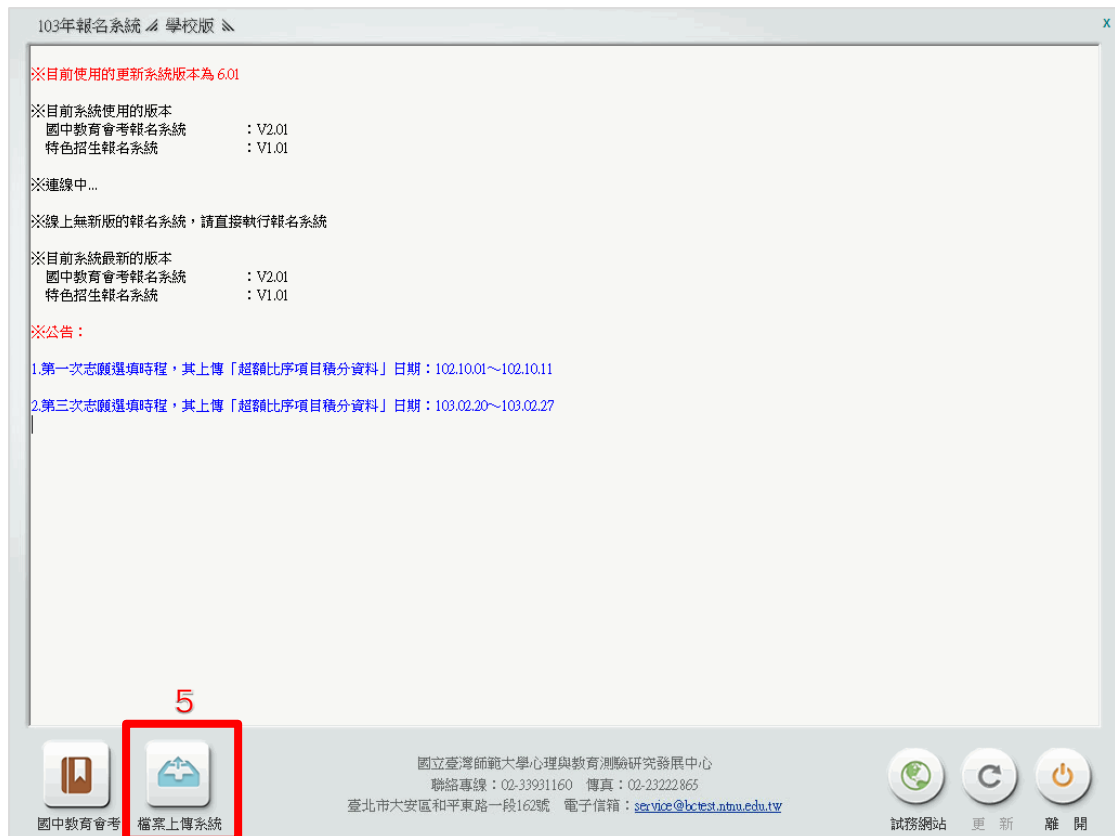 103年報名系統 學校版
x
※目前使用的更新系統版本為 6.01
※目前系統使用的版本
國中教育會考報名系統 ：V2.01
特色招生報名系統 ：V1.01
※連線中...
※線上無新版的報名系統，請直接執行報名系統
※目前系統最新的版本
國中教育會考報名系統 ：V2.01
特色招生報名系統 ：V1.01
※公告：
1.第一次志願選填時程，其上傳「超額比序項目積分資料」日期：102.10.01～102.10.11
2.第三次志願選填時程，其上傳「超額比序項目積分資料」日期：103.02.20～103.02.27
5
國中教育會考 檔案上傳系統
國立臺灣師範大學心理與教育測驗研究發展中心
聯絡專線：02-33931160 傳真：02-23222865
臺北市大安區和平東路一段162號 電子信箱：service@bctest.ntnu.edu.tw
試務網站 更 新 離 開